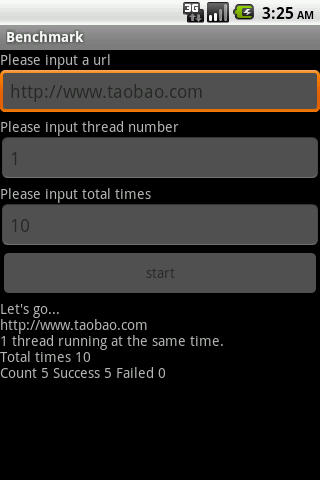 3G 3:25 AM
Benchmark
Please input a url
http://www.taobao.com
Please input thread number
1
Please input total times
10
start
Let's go...
http://www.taobao.com
1 thread running at the same time.
Total times 10
Count 5 Success 5 Failed 0